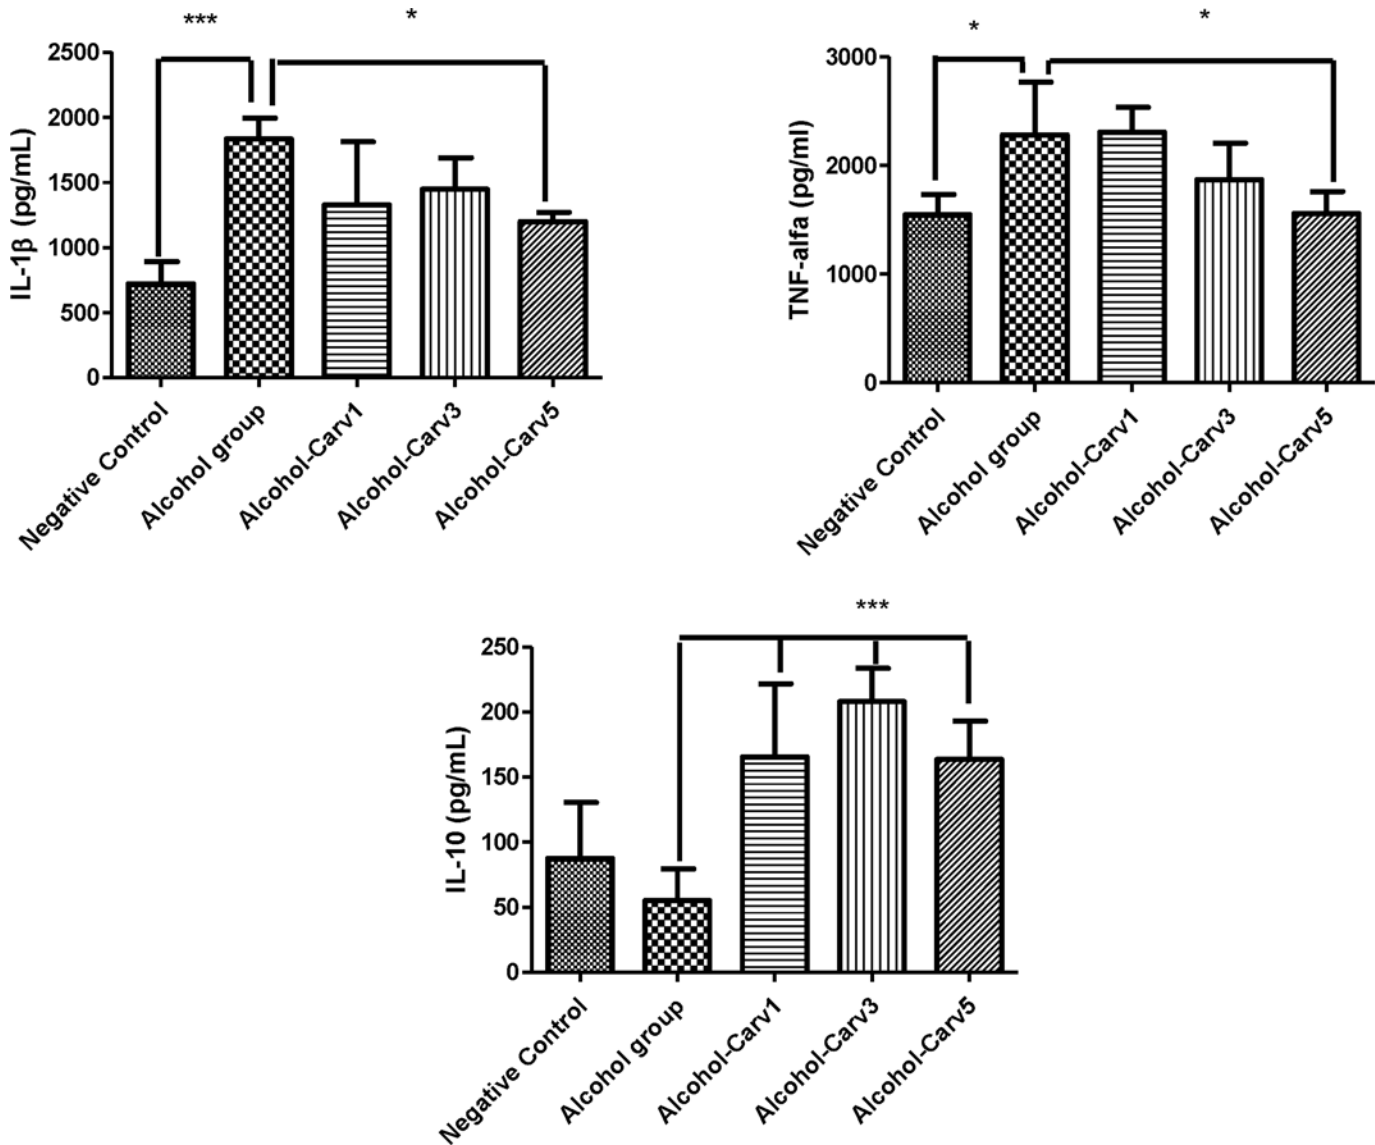 ***
*
2500
2000
1500
1000
500
0
IL-1β (pg/mL)
Negative Control
Alcohol group
Alcohol-Carv1
Alcohol-Carv3
Alcohol-Carv5
*
*
3000
2000
1000
0
TNF-alfa (pg/ml)
Negative Control
Alcohol group
Alcohol-Carv1
Alcohol-Carv3
Alcohol-Carv5
***
250
200
150
100
50
0
IL-10 (pg/mL)
Negative Control
Alcohol group
Alcohol-Carv1
Alcohol-Carv3
Alcohol-Carv5